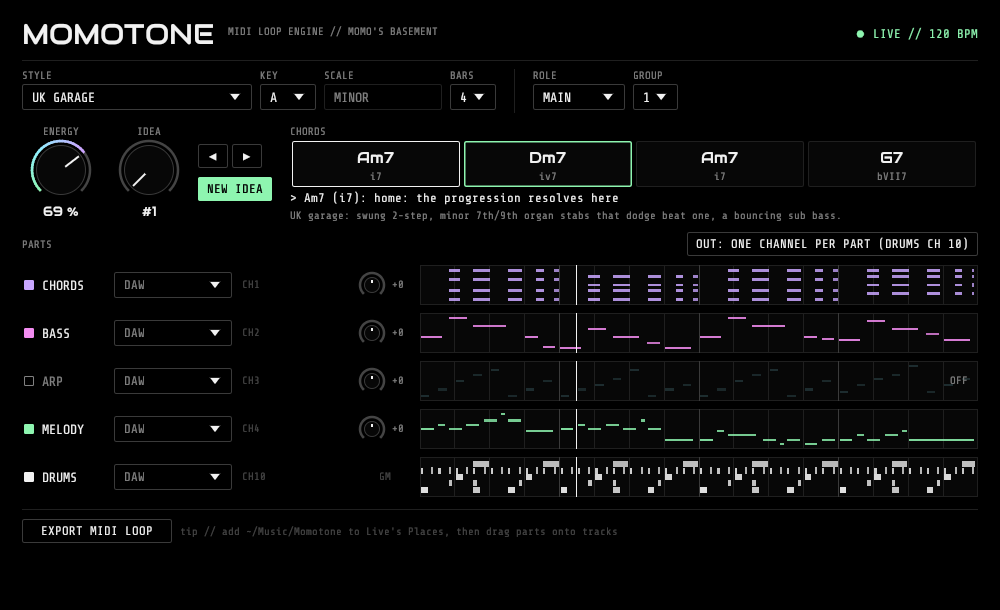 MOMOTONE
MIDI LOOP ENGINE // MOMO'S BASEMENT
LIVE // 120 BPM
STYLE KEY SCALE BARS ROLE GROUP
UK GARAGE A MINOR 4 MAIN 1
ENERGY IDEA CHORDS
Am7 Dm7 Am7 G7
i7 iv7 i7 bVII7
NEW IDEA
69 % #1
> Am7 (i7): home: the progression resolves here
UK garage: swung 2-step, minor 7th/9th organ stabs that dodge beat one, a bouncing sub bass.
PARTS
OUT: ONE CHANNEL PER PART (DRUMS CH 10)
CHORDS DAW CH1 +0
BASS DAW CH2 +0
ARP DAW CH3 +0 OFF
MELODY DAW CH4 +0
DRUMS DAW CH10 GM
EXPORT MIDI LOOP
tip // add ~/Music/Momotone to Live's Places, then drag parts onto tracks